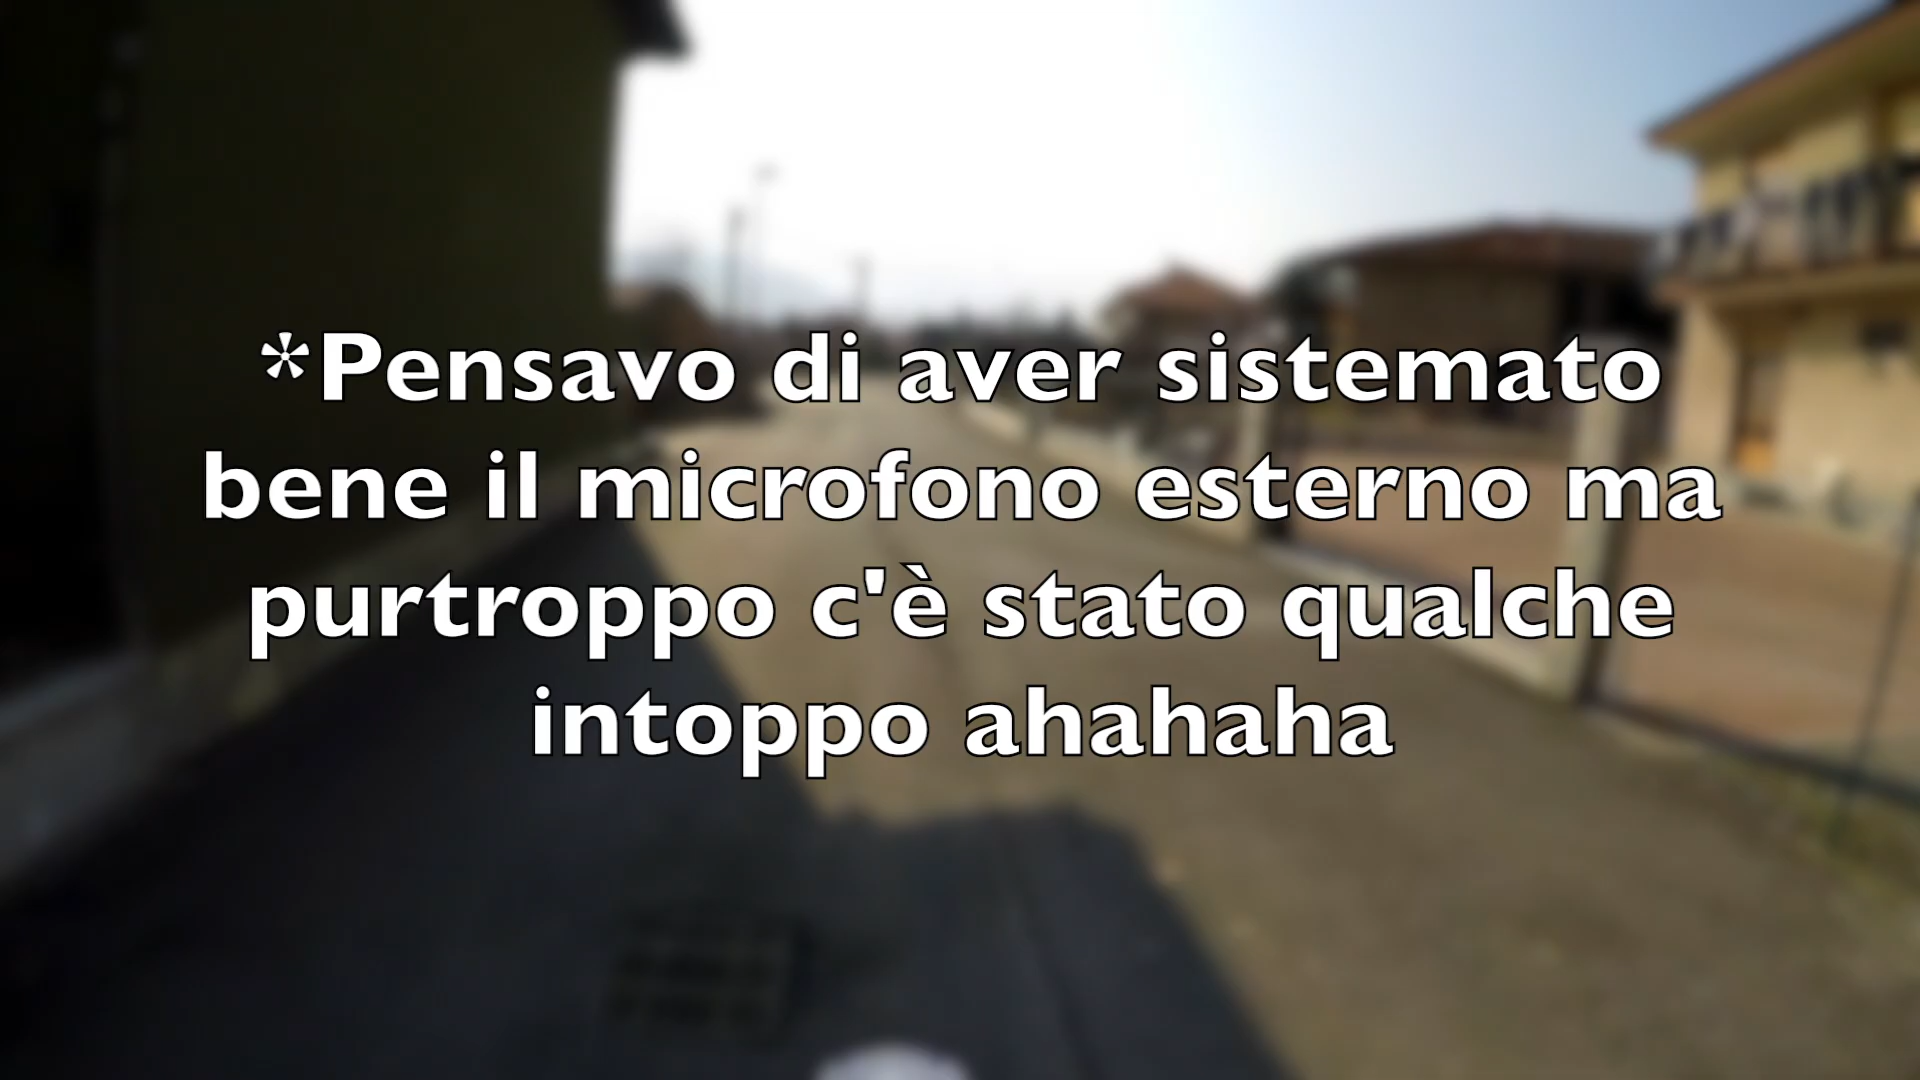 *Pensavo di aver sistemato
bene il microfono esterno ma
purtroppo c'è stato qualche
intoppo ahahaha